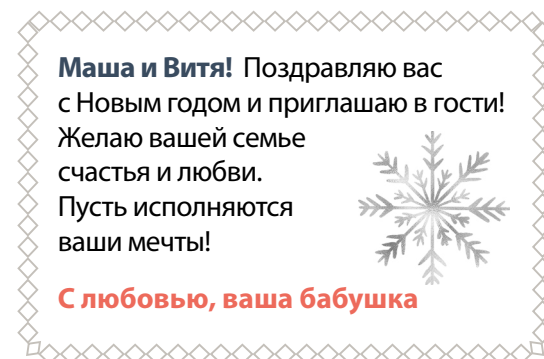 Маша и Витя! Поздравляю вас
с Новым годом и приглашаю в гости!
Желаю вашей семье
счастья и любви.
Пусть исполняются
ваши мечты!
С любовью, ваша бабушка